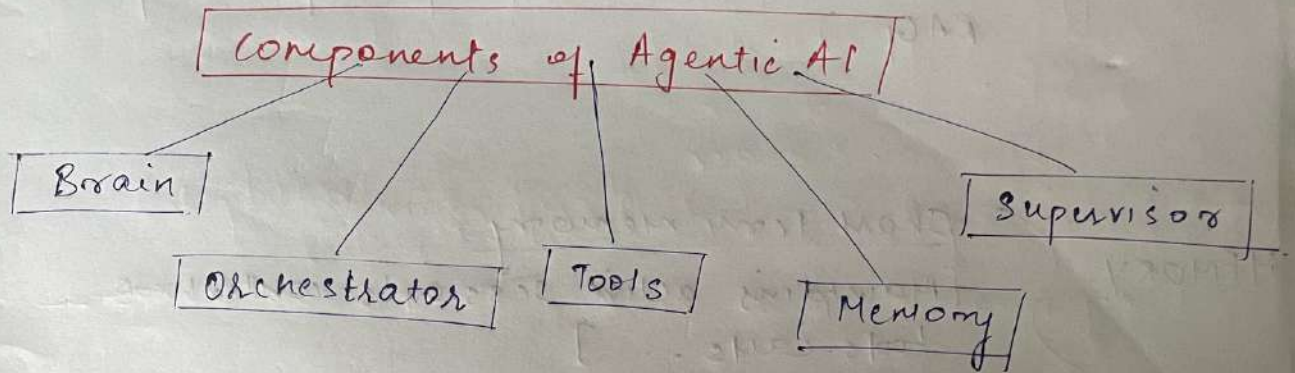 Components of Agentic AI
Brain
Supervisor
Orchestrator
Tools
Memory